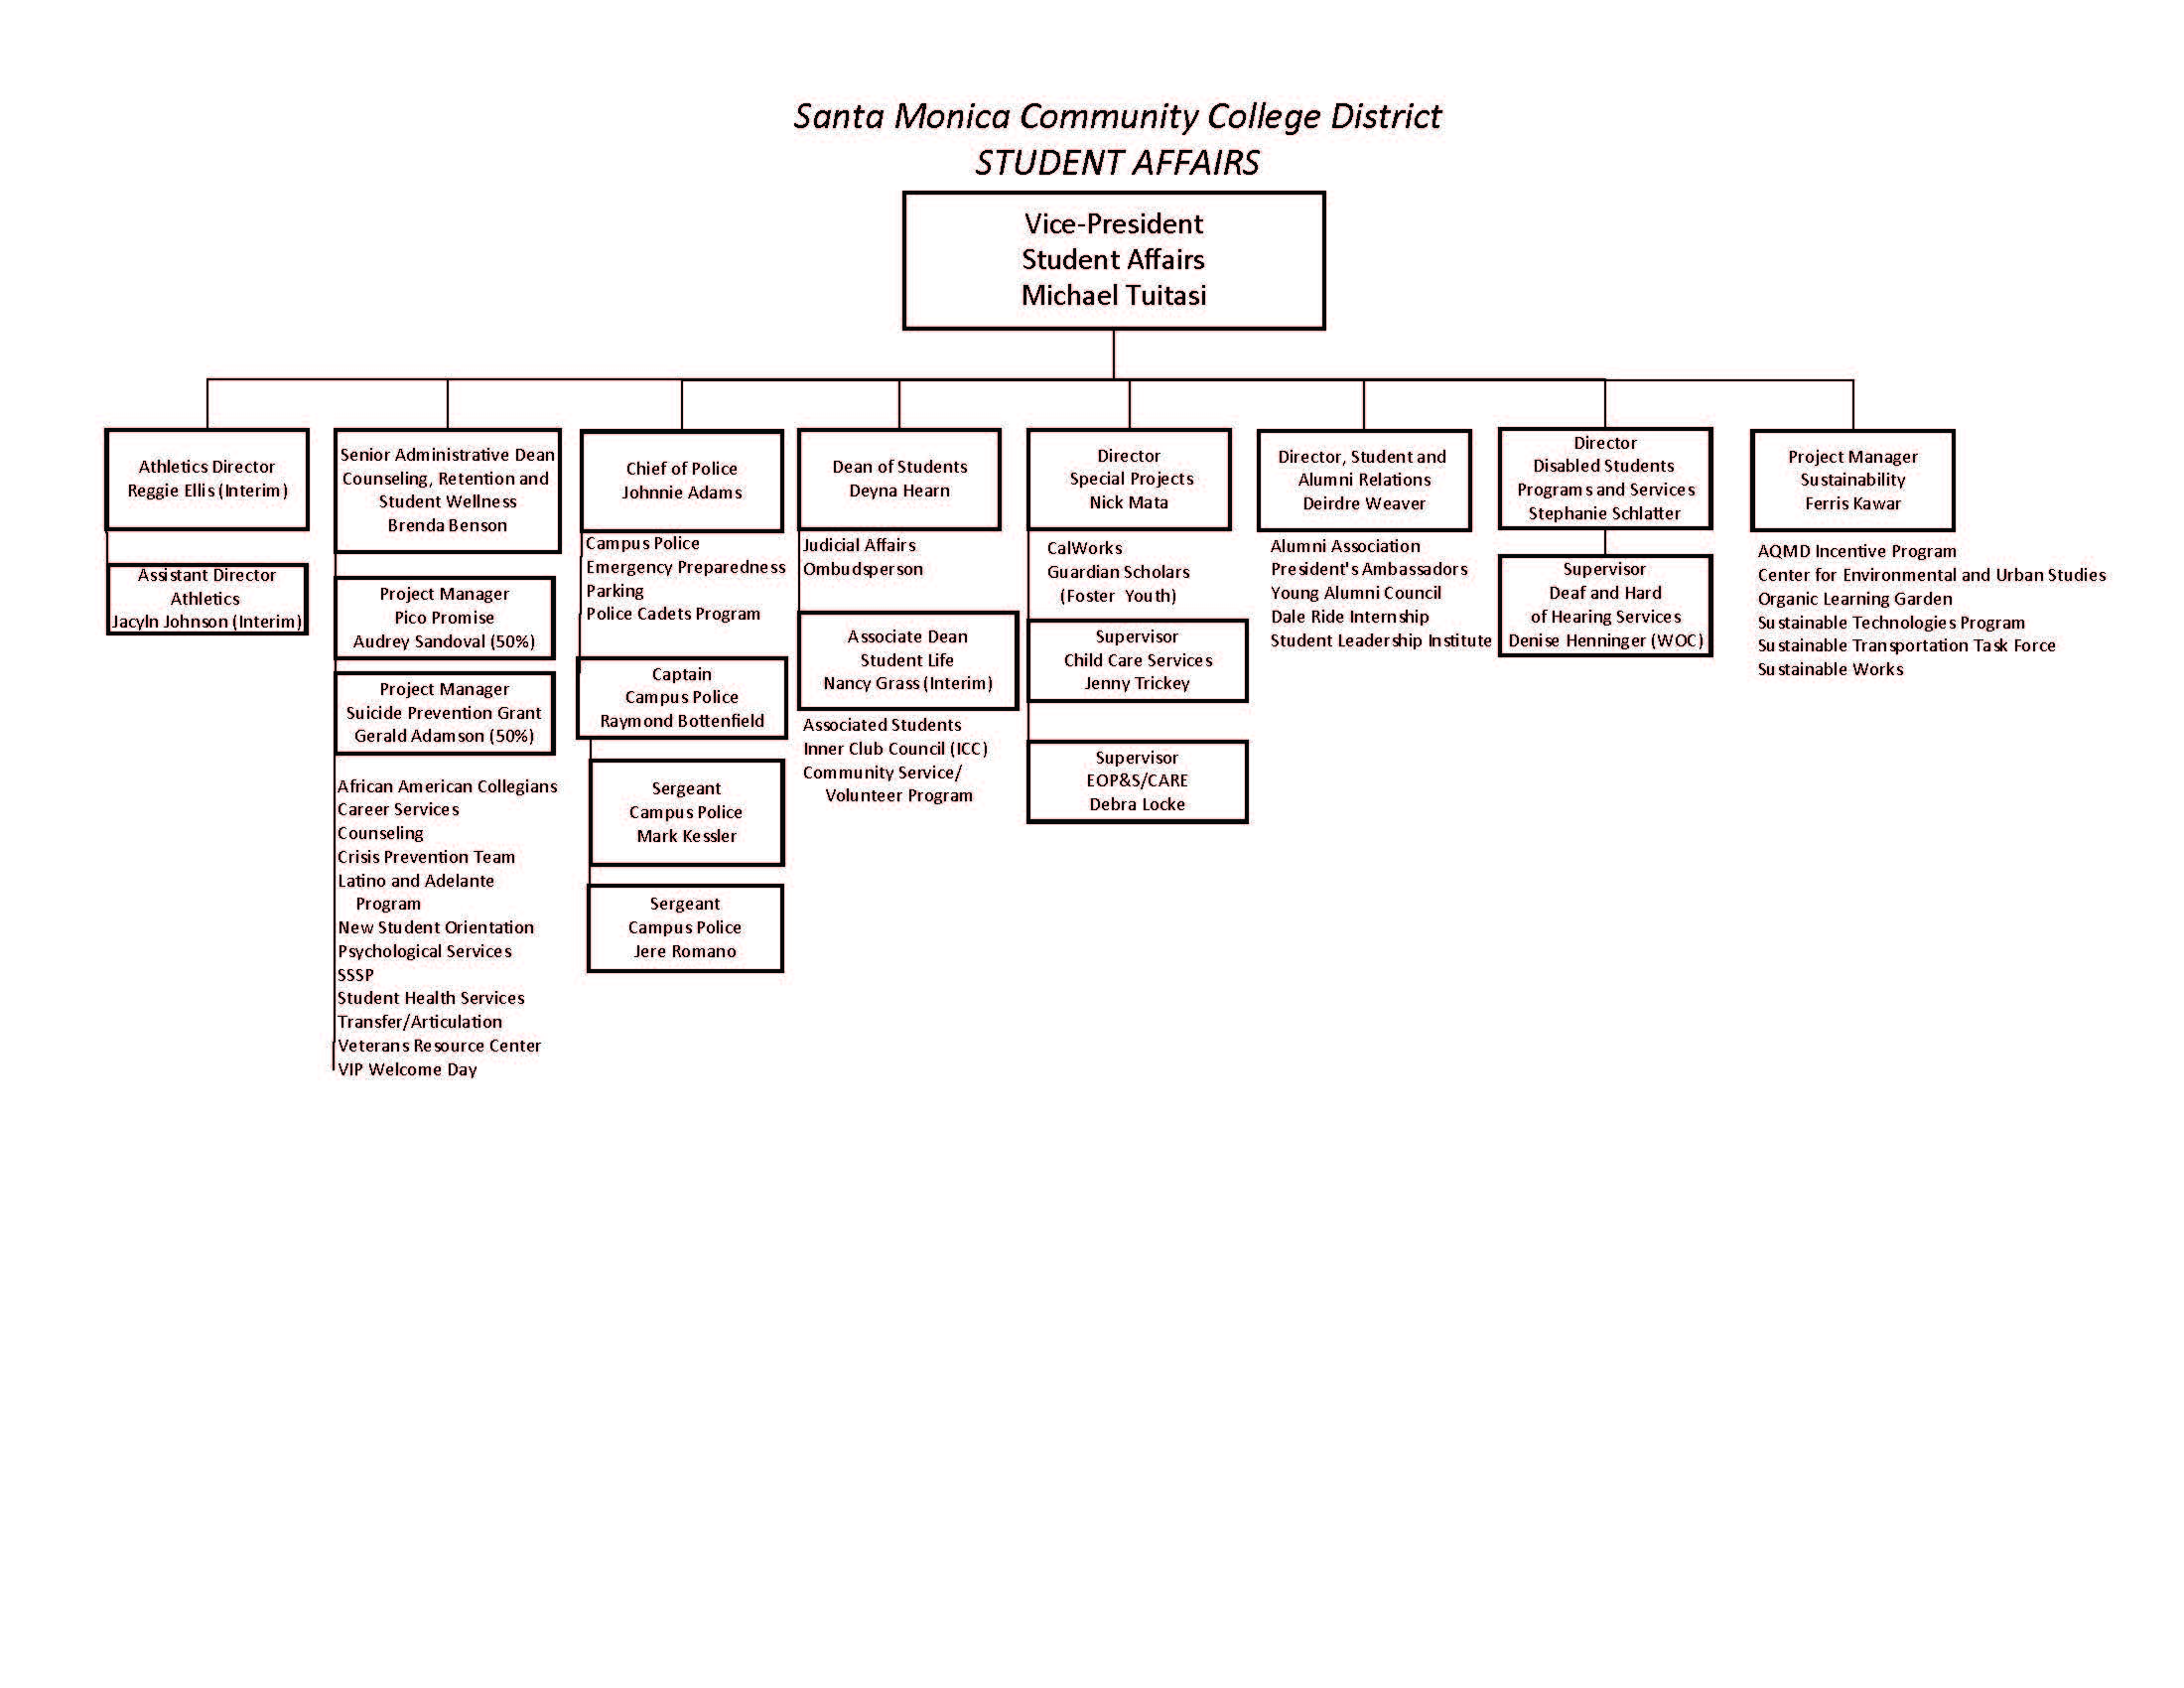 Santa Monica Community College District
STUDENT AFFAIRS
Vice-President
Student Affairs
Michael Tuitasi
Athletics Director
Reggie Ellis (Interim)
Assistant Director
Athletics
Jacyln Johnson (Interim)
Senior Administrative Dean
Counseling, Retention and
Student Wellness
Brenda Benson
Project Manager
Pico Promise
Audrey Sandoval (50%)
Project Manager
Suicide Prevention Grant
Gerald Adamson (50%)
African American Collegians
Career Services
Counseling
Crisis Prevention Team
Latino and Adelante
Program
New Student Orientation
Psychological Services
SSSP
Student Health Services
Transfer/Articulation
Veterans Resource Center
VIP Welcome Day
Chief of Police
Johnnie Adams
Campus Police
Emergency Preparedness
Parking
Police Cadets Program
Captain
Campus Police
Raymond Bottenfield
Sergeant
Campus Police
Mark Kessler
Sergeant
Campus Police
Jere Romano
Dean of Students
Deyna Hearn
Judicial Affairs
Ombudsperson
Associate Dean
Student Life
Nancy Grass (Interim)
Associated Students
Inner Club Council (ICC)
Community Service/
Volunteer Program
Director
Special Projects
Nick Mata
CalWorks
Guardian Scholars
(Foster Youth)
Supervisor
Child Care Services
Jenny Trickey
Supervisor
EOP&S/CARE
Debra Locke
Director, Student and
Alumni Relations
Deirdre Weaver
Alumni Association
President's Ambassadors
Young Alumni Council
Dale Ride Internship
Student Leadership Institute
Director
Disabled Students
Programs and Services
Stephanie Schlatter
Supervisor
Deaf and Hard
of Hearing Services
Denise Henninger (WOC)
Project Manager
Sustainability
Ferris Kawar
AQMD Incentive Program
Center for Environmental and Urban Studies
Organic Learning Garden
Sustainable Technologies Program
Sustainable Transportation Task Force
Sustainable Works